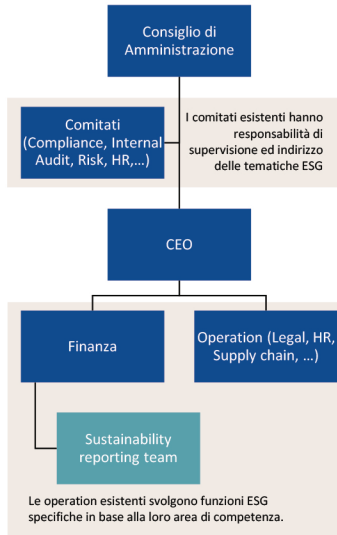 Consiglio di
Amministrazione
Comitati
(Compliance, Internal
Audit, Risk, HR,...)
I comitati esistenti hanno
responsabilità di
supervisione ed indirizzo
delle tematiche ESG
CEO
Finanza
Operation (Legal, HR,
Supply chain, ...)
Sustainability
reporting team
Le operation esistenti svolgono funzioni ESG
specifiche in base alla loro area di competenza.